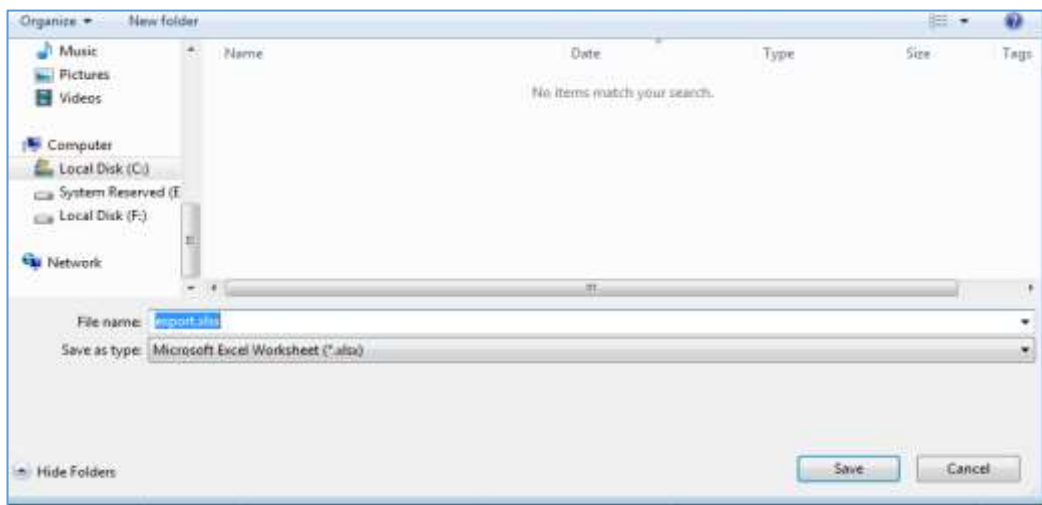 Organize New folder
Music
Pictures
Videos
Computer
Local Disk (C:)
System Reserved (E
Local Disk (F:)
Network
Name Date Type Size Tags
No items match your search.
File name: export.xlsx
Save as type: Microsoft Excel Worksheet (*.xlsx)
Hide Folders Save Cancel